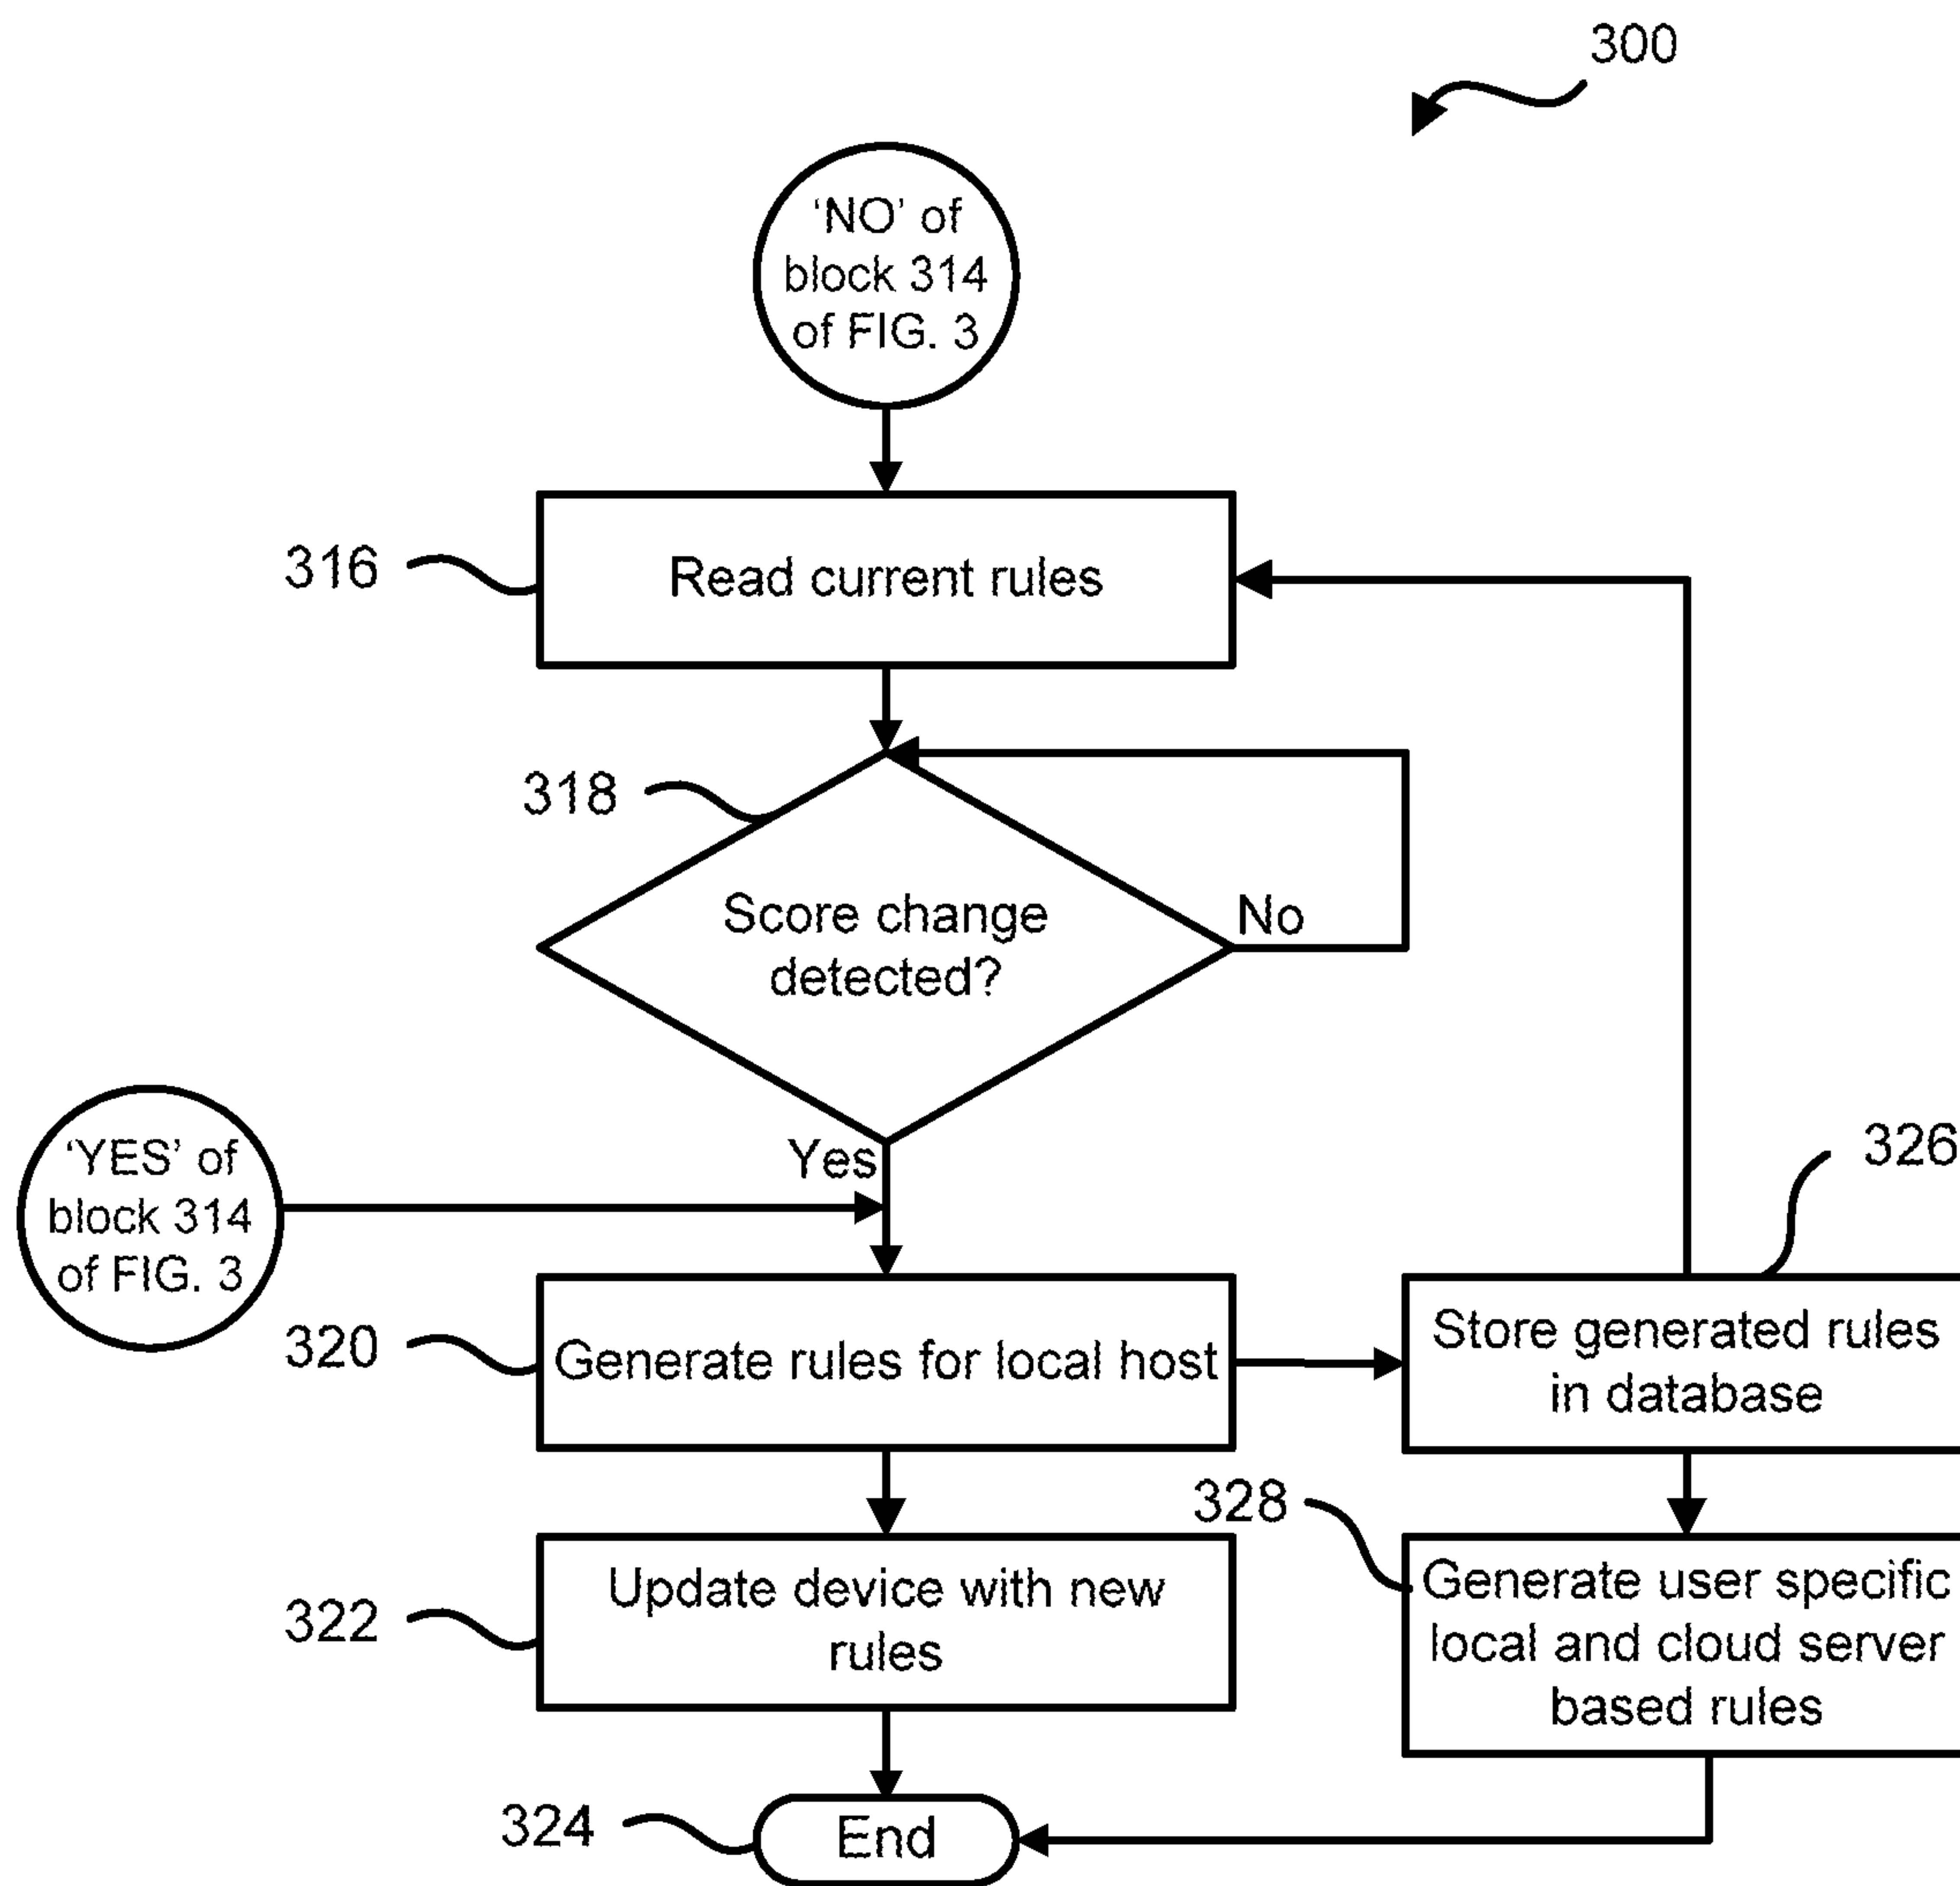 300
‘NO’ of
block 314
of FIG. 3
316
Read current rules
318
Score change
detected?
No
Yes
‘YES’ of
block 314
of FIG. 3
326
320
Generate rules for local host
Store generated rules
in database
328
322
Update device with new
rules
Generate user specific
local and cloud server
based rules
324
End